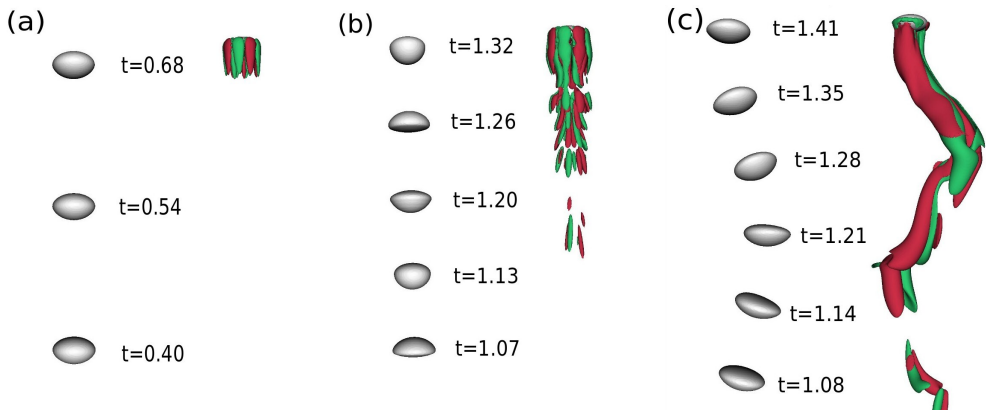 (a)
t=0.68
t=0.54
t=0.40
(b)
t=1.32
t=1.26
t=1.20
t=1.13
t=1.07
(c)
t=1.41
t=1.35
t=1.28
t=1.21
t=1.14
t=1.08